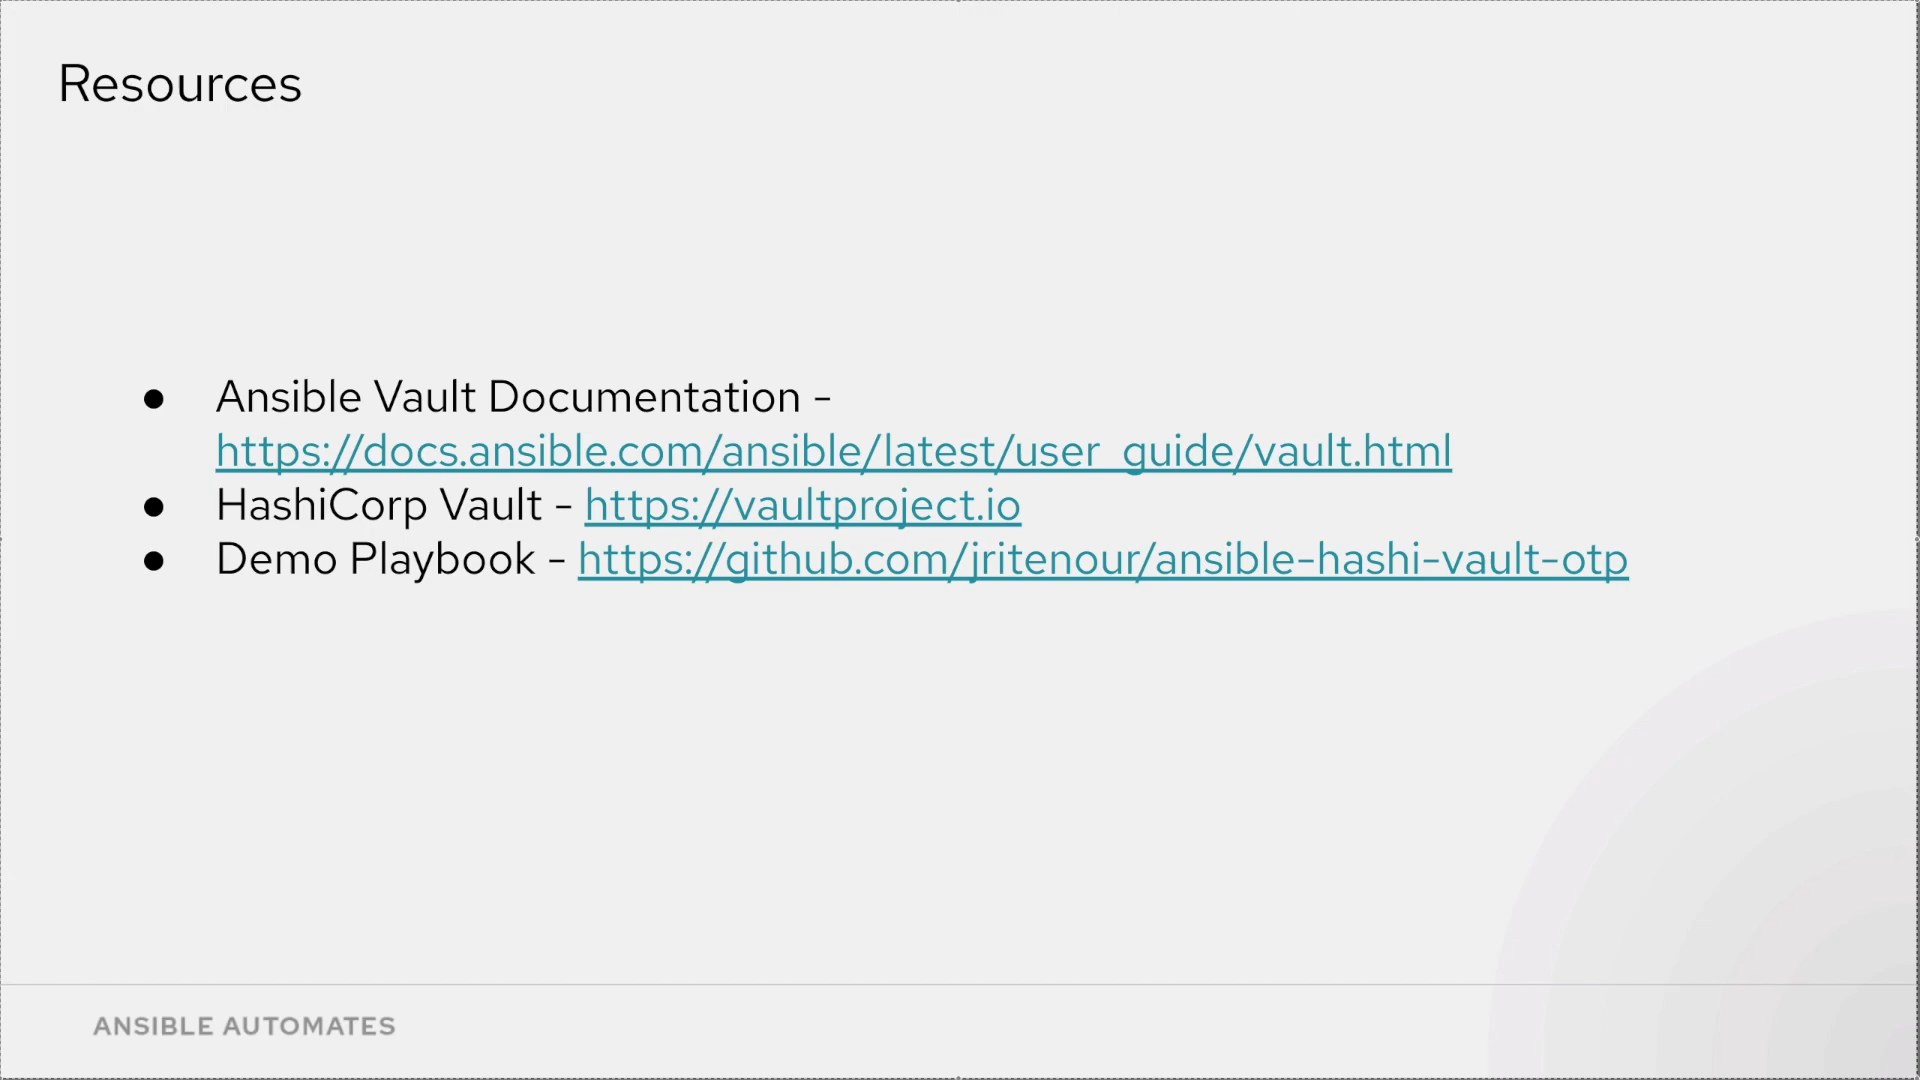 Resources
● Ansible Vault Documentation -
https://docs.ansible.com/ansible/latest/user_guide/vault.html
● HashiCorp Vault - https://vaultproject.io
● Demo Playbook - https://github.com/jritenour/ansible-hashi-vault-otp
ANSIBLE AUTOMATES